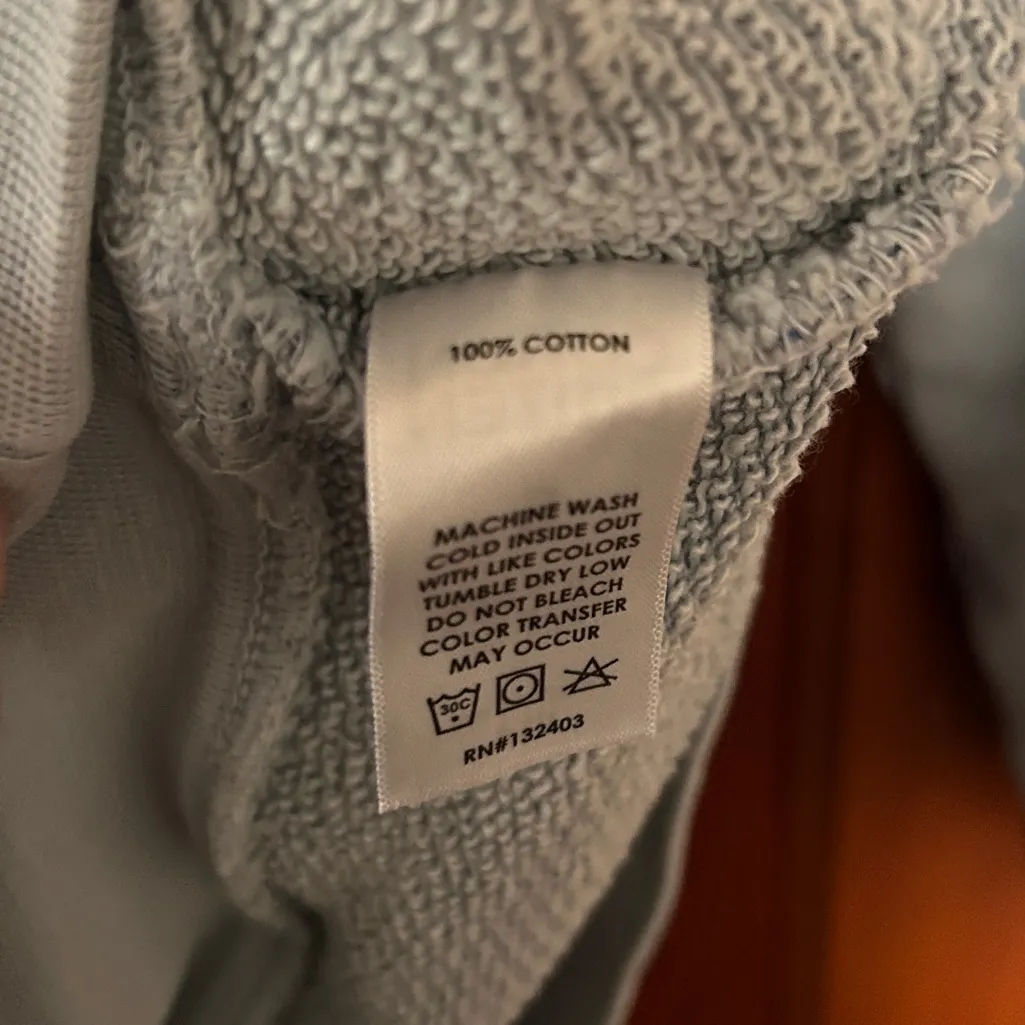 100% COTTON
MACHINE WASH
COLD INSIDE OUT
WITH LIKE COLORS
TUMBLE DRY LOW
DO NOT BLEACH
COLOR TRANSFER
MAY OCCUR
30C
RN#132403